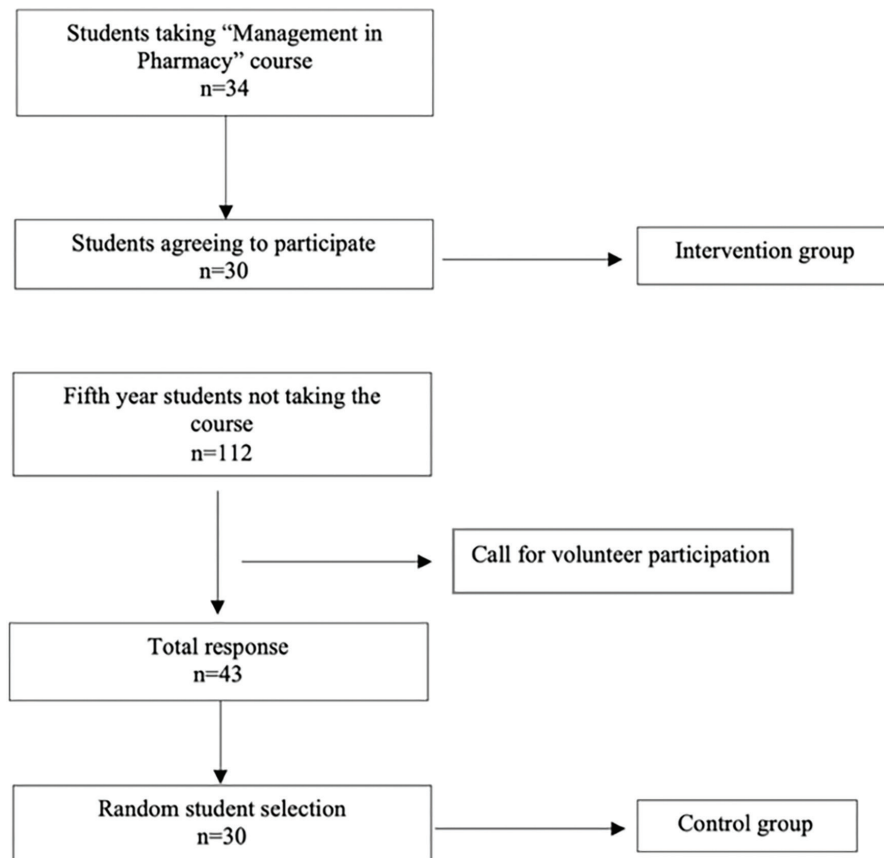 Students taking “Management in
Pharmacy” course
n=34
Students agreeing to participate
n=30
Intervention group
Fifth year students not taking the
course
n=112
Call for volunteer participation
Total response
n=43
Random student selection
n=30
Control group